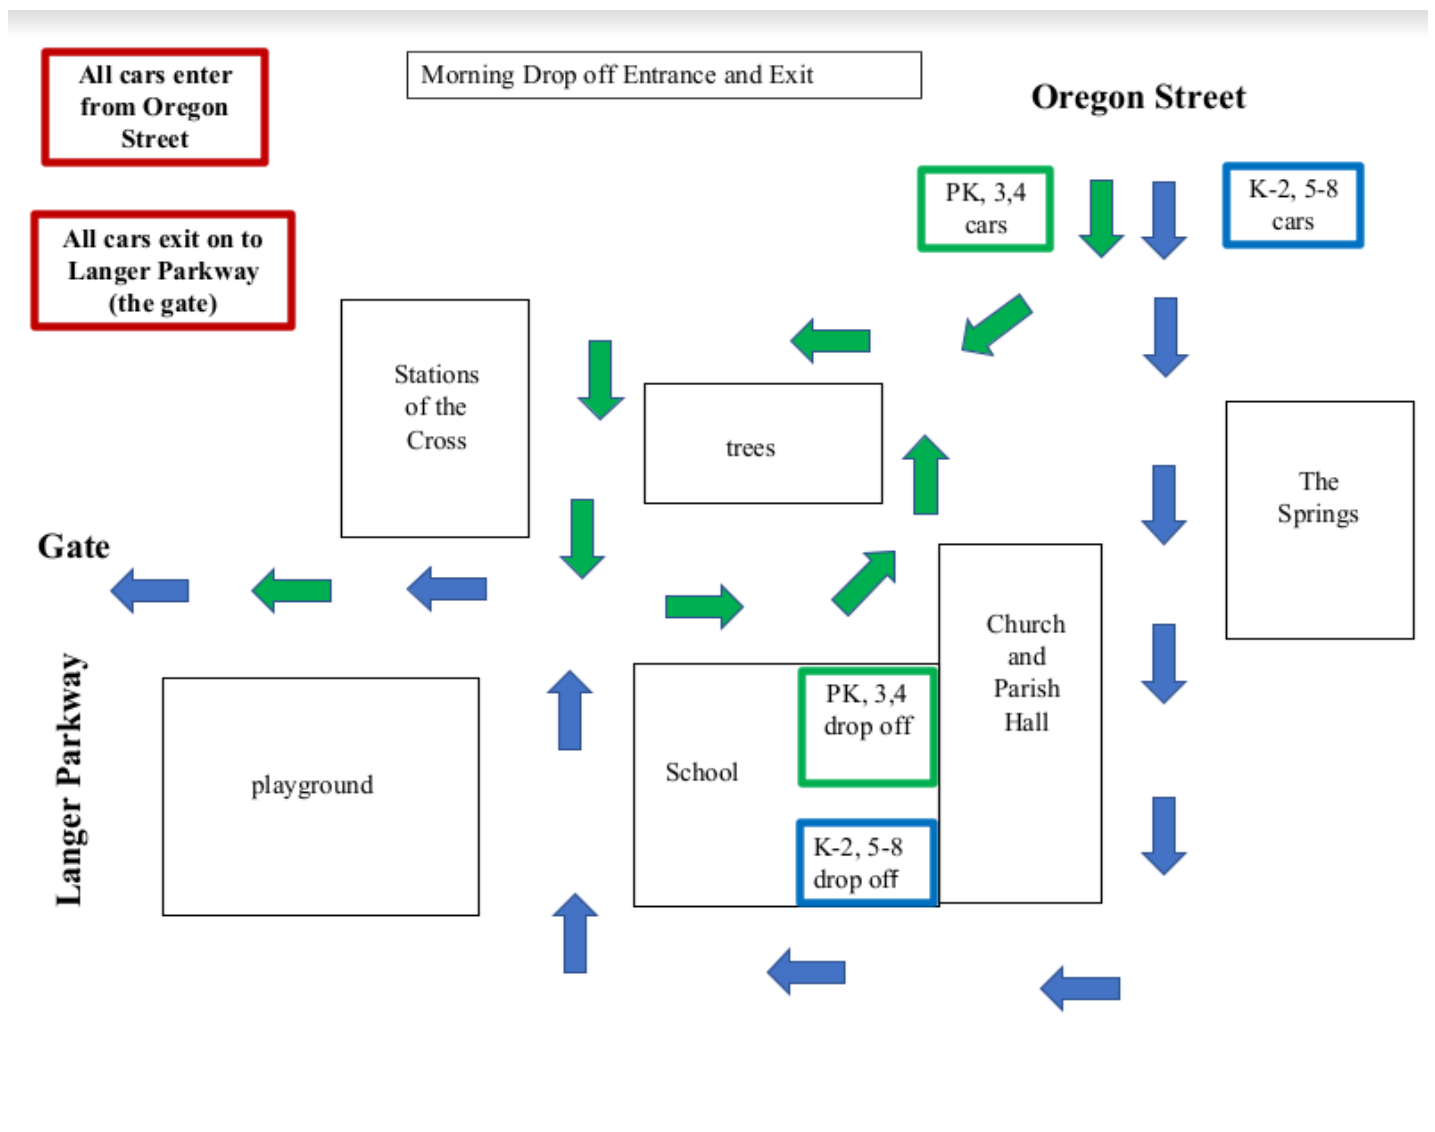 All cars enter
from Oregon
Street
Morning Drop off Entrance and Exit
Oregon Street
PK, 3,4
cars
K-2, 5-8
cars
All cars exit on to
Langer Parkway
(the gate)
Stations
of the
Cross
trees
The
Springs
Gate
Church
and
Parish
Hall
Langer Parkway
playground
School
PK, 3,4
drop off
K-2, 5-8
drop off